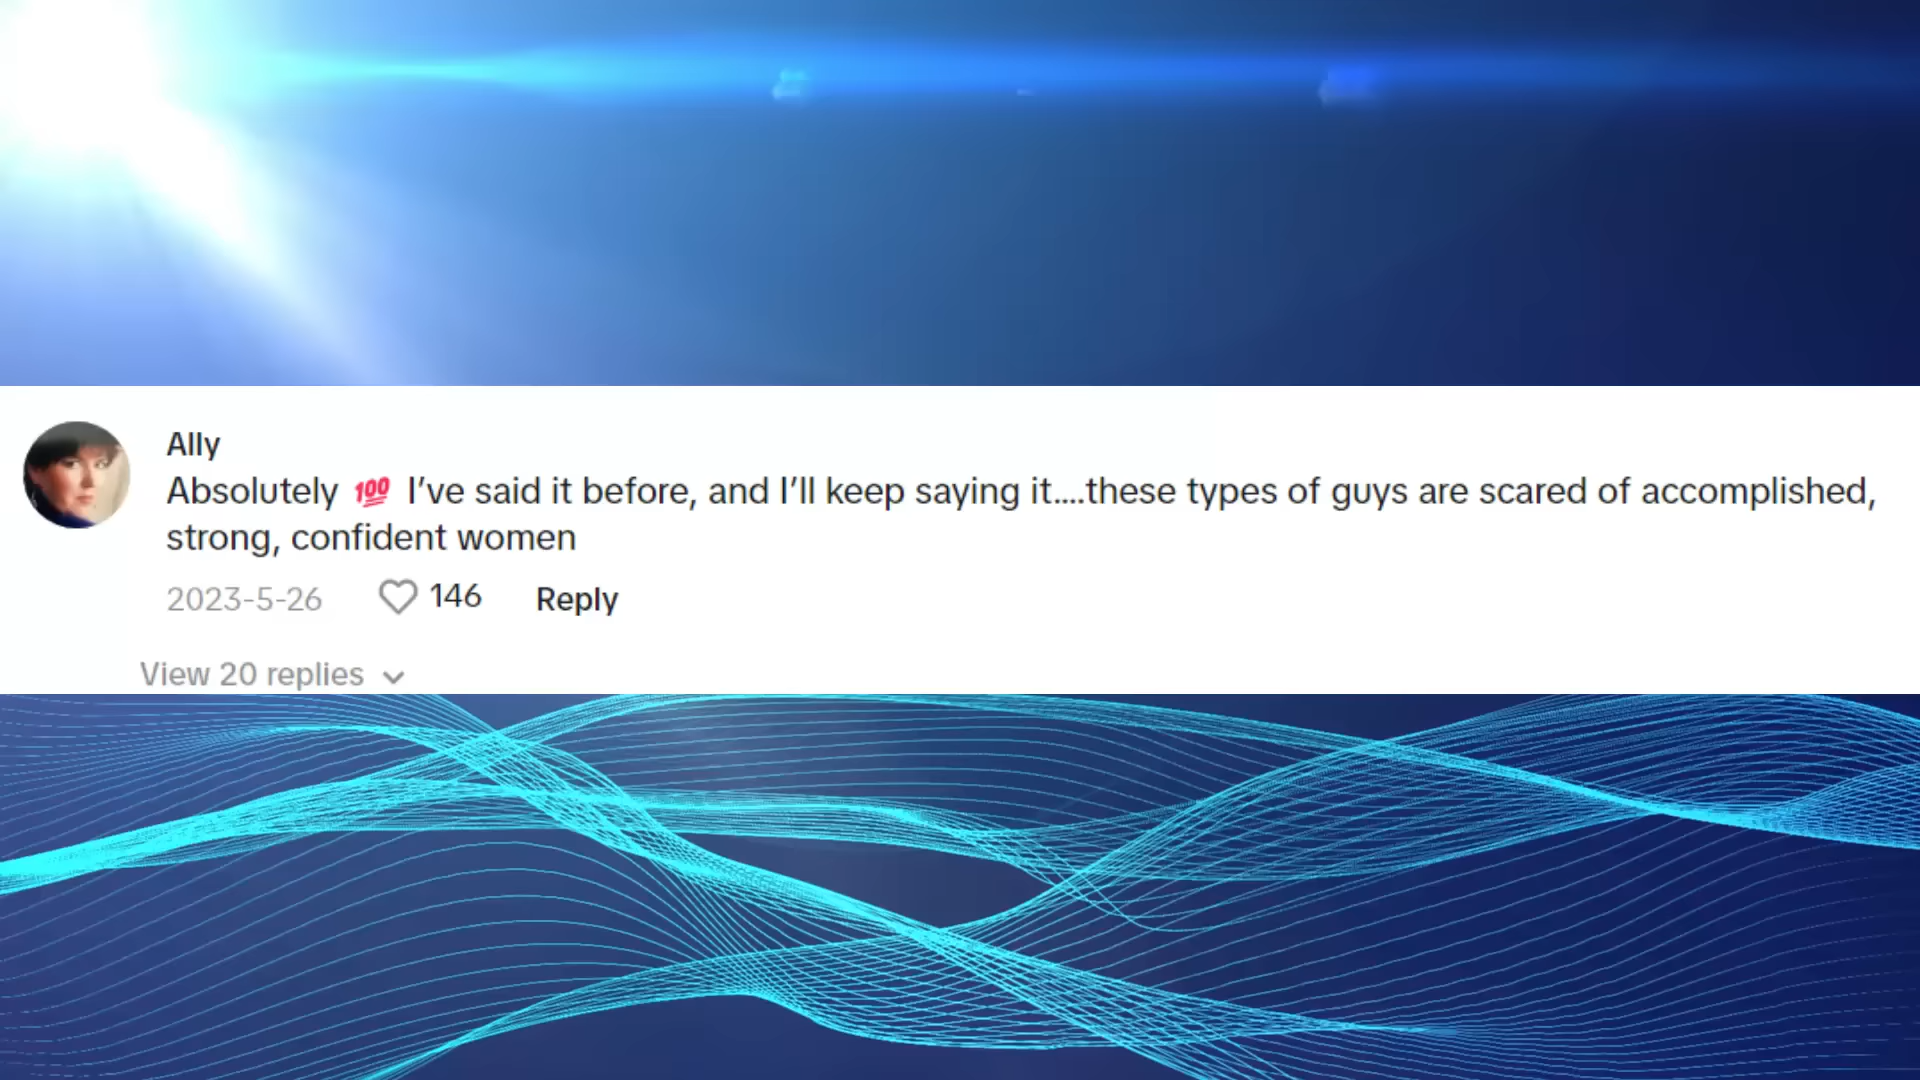 Ally
Absolutely 💯 I’ve said it before, and I’ll keep saying it....these types of guys are scared of accomplished,
strong, confident women
2023-5-26 146 Reply
View 20 replies